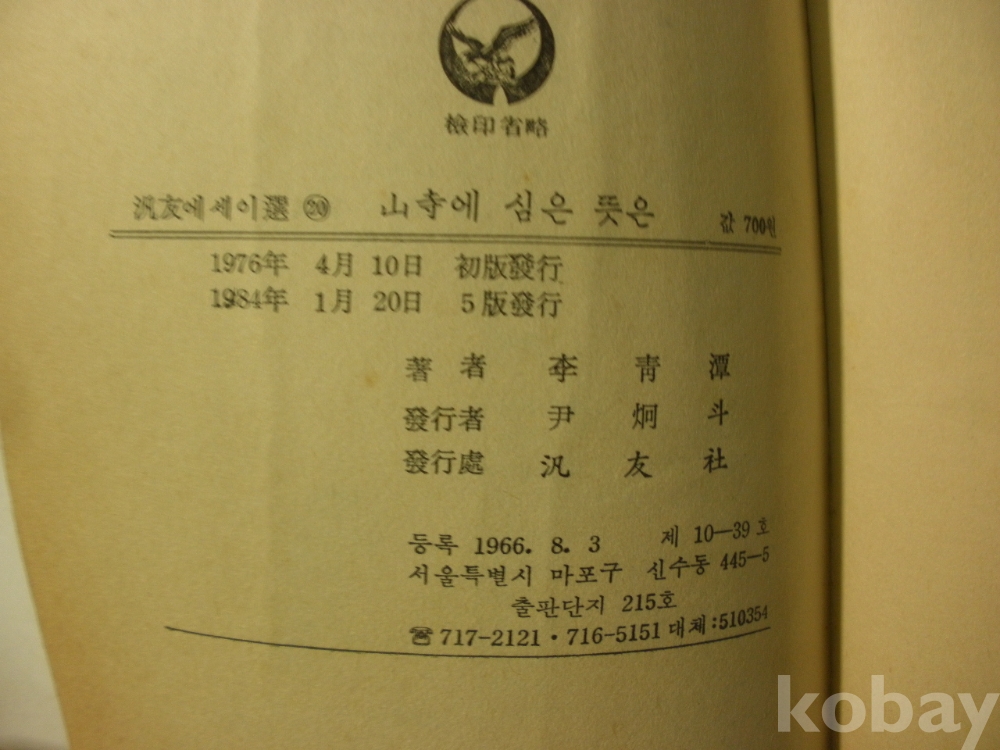 檢印省略
汎友에세이選 ⑳ 山寺에 심은 뜻은 값 700원
1976年 4月 10日 初版發行
1984年 1月 20日 5版發行
著者 李靑潭
發行者 尹炯斗
發行處 汎友社
등록 1966. 8. 3 제 10—39 호
서울특별시 마포구 신수동 445-5
출판단지 215호
☎ 717-2121 · 716-5151 대체:510354
kobay